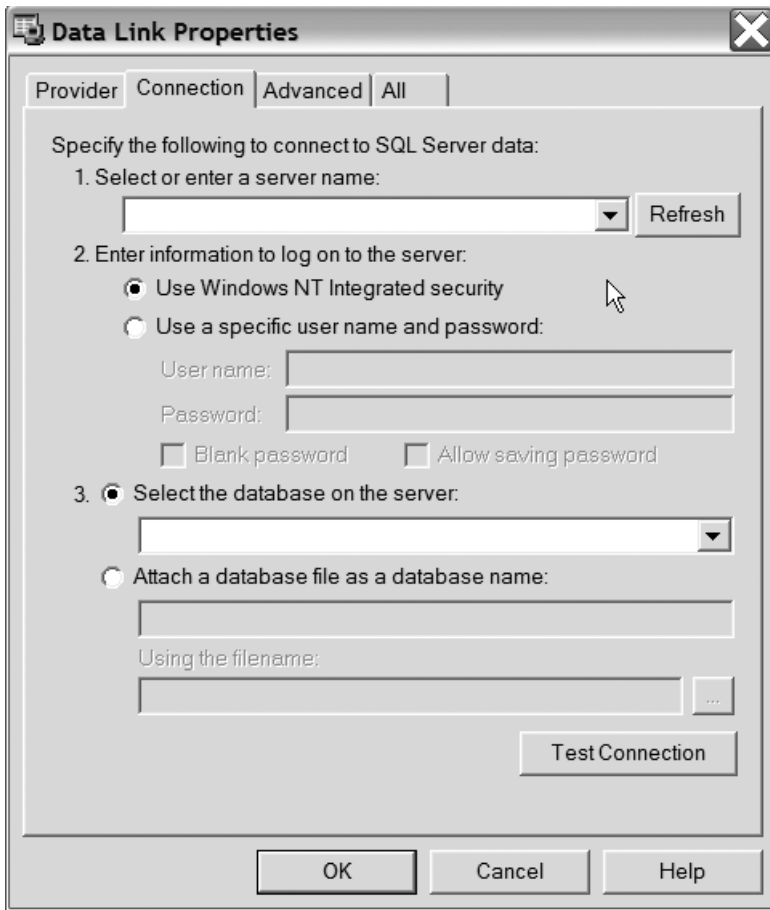 Data Link Properties
Provider Connection Advanced All
Specify the following to connect to SQL Server data:
1. Select or enter a server name:
Refresh
2. Enter information to log on to the server:
Use Windows NT Integrated security
Use a specific user name and password:
User name:
Password:
Blank password Allow saving password
3. Select the database on the server:
Attach a database file as a database name:
Using the filename:
...
Test Connection
OK Cancel Help